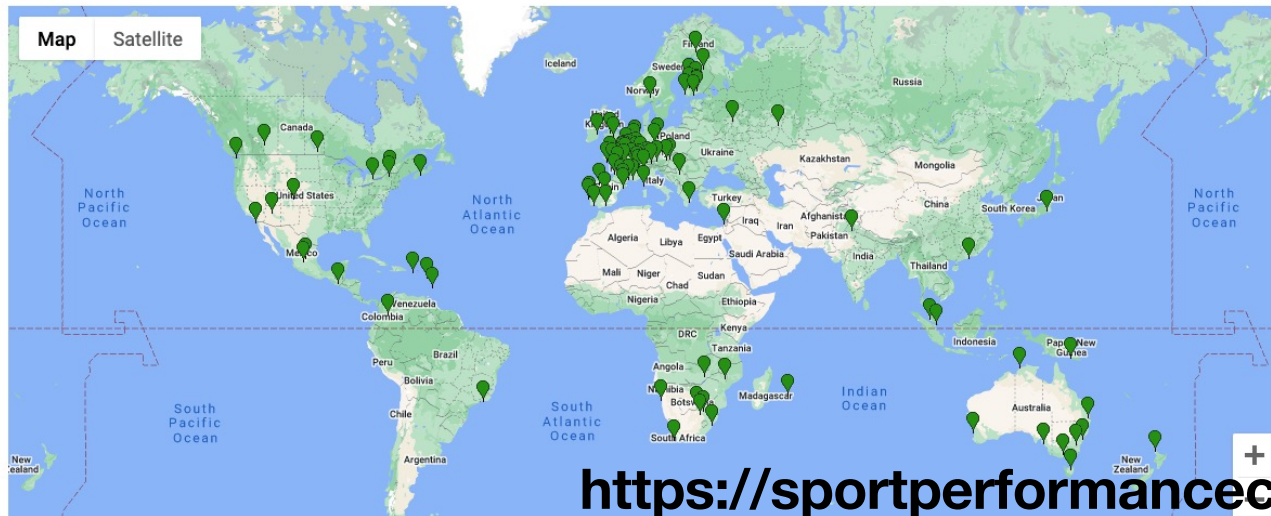 Map Satellite
Iceland
Finland
Sweden
Norway
Russia
Canada
United
Poland
Ukraine
Kazakhstan
Mongolia
Italy
North
Pacific
Ocean
United States
North
Atlantic
Ocean
Turkey
Iraq
Iran
Afghanistan
Pakistan
China
South Korea
Japan
North
Pacific
Ocean
Mexico
Algeria
Libya
Egypt
Saudi Arabia
India
Thailand
Mali
Niger
Chad
Sudan
Nigeria
Ethiopia
Venezuela
Colombia
DRC
Kenya
Tanzania
Indonesia
Papua New
Guinea
Peru
Brazil
Bolivia
Angola
Namibia
Botswana
Madagascar
Indian
Ocean
Australia
South
Pacific
Ocean
Chile
South
Atlantic
Ocean
South Africa
Argentina
New
Zealand
New
Zealand
+
https://sportperformancec